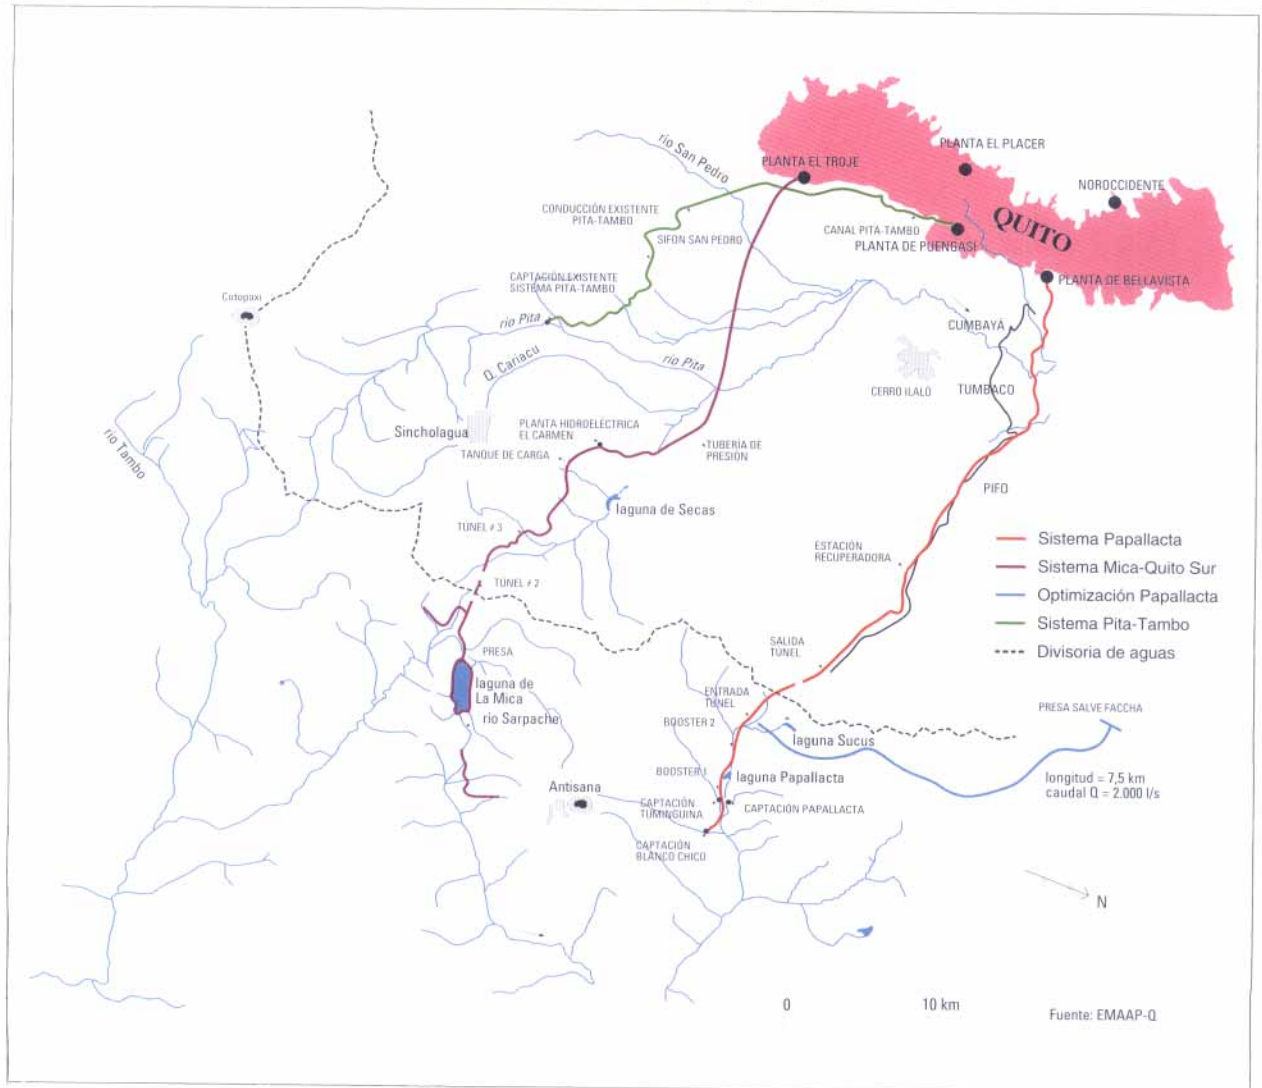 río San Pedro
PLANTA EL PLACER
PLANTA EL TROJE
NOROCCIDENTE
CONDUCCIÓN EXISTENTE
PITA-TAMBO
SIFON SAN PEDRO
CANAL PITA-TAMBO
PLANTA DE PUENGASI
QUITO
CAPTACIÓN EXISTENTE
SISTEMA PITA-TAMBO
PLANTA DE BELLAVISTA
Cotopaxi
río Pita
CUMBAYÁ
Q. Cariacu
río Pita
CERRO ILALÓ
TUMBACO
PLANTA HIDROELÉCTRICA
EL CARMEN
Sincholagua
TANQUE DE CARGA
TUBERÍA DE
PRESIÓN
río Tambo
PIFO
laguna de Secas
TÚNEL # 3
ESTACIÓN
RECUPERADORA
Sistema Papallacta
Sistema Mica-Quito Sur
TÚNEL # 2
Optimización Papallacta
Sistema Pita-Tambo
SALIDA
TÚNEL
PRESA
Divisoria de aguas
laguna de
La Mica
río Sarpache
ENTRADA
TÚNEL
BOOSTER 2
PRESA SALVE FACCHA
laguna Sucus
BOOSTER 1
laguna Papallacta
longitud = 7,5 km
caudal Q = 2.000 l/s
Antisana
CAPTACIÓN
TUMINGUINA
CAPTACIÓN PAPALLACTA
CAPTACIÓN
BLANCO CHICO
N
0 10 km
Fuente: EMAAP-Q